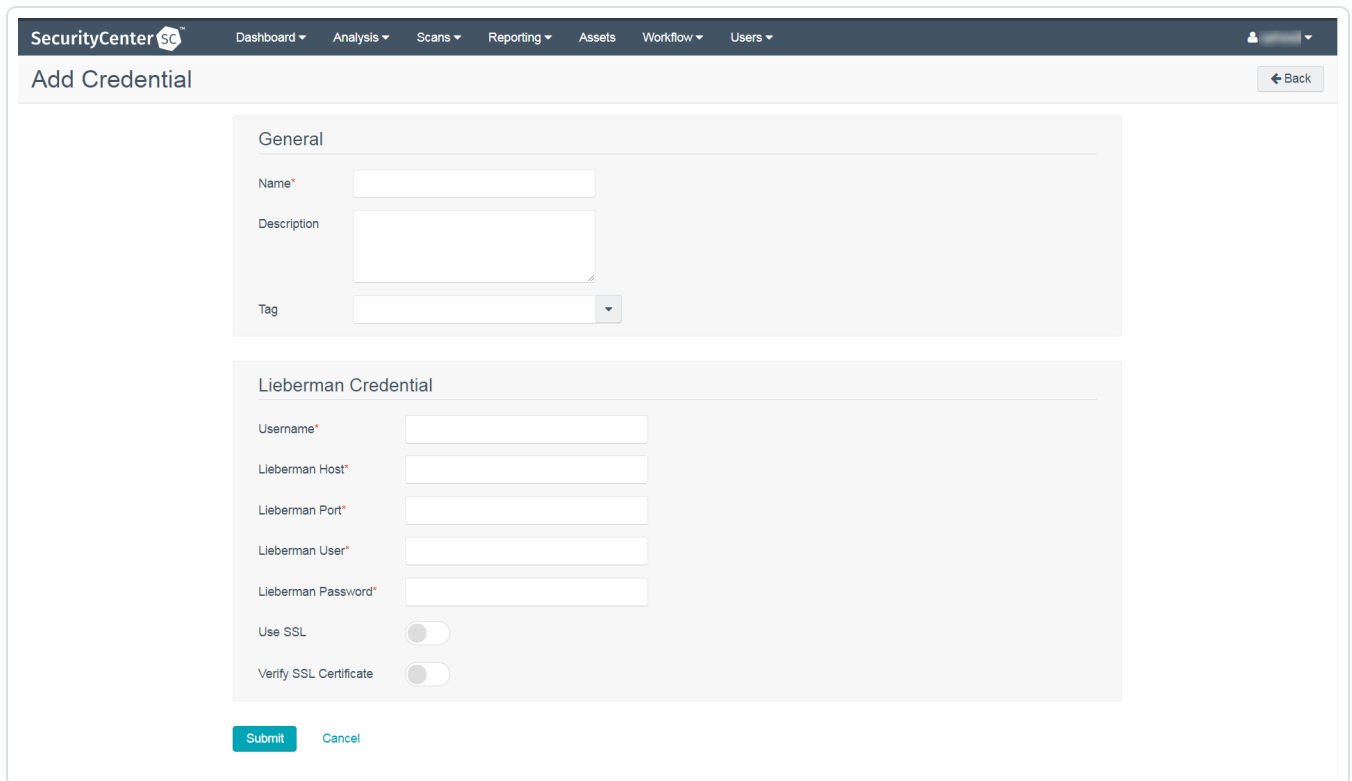 SecurityCenter SC™ Dashboard Analysis Scans Reporting Assets Workflow Users
Add Credential Back
General
Name*
Description
Tag
Lieberman Credential
Username*
Lieberman Host*
Lieberman Port*
Lieberman User*
Lieberman Password*
Use SSL
Verify SSL Certificate
Submit Cancel